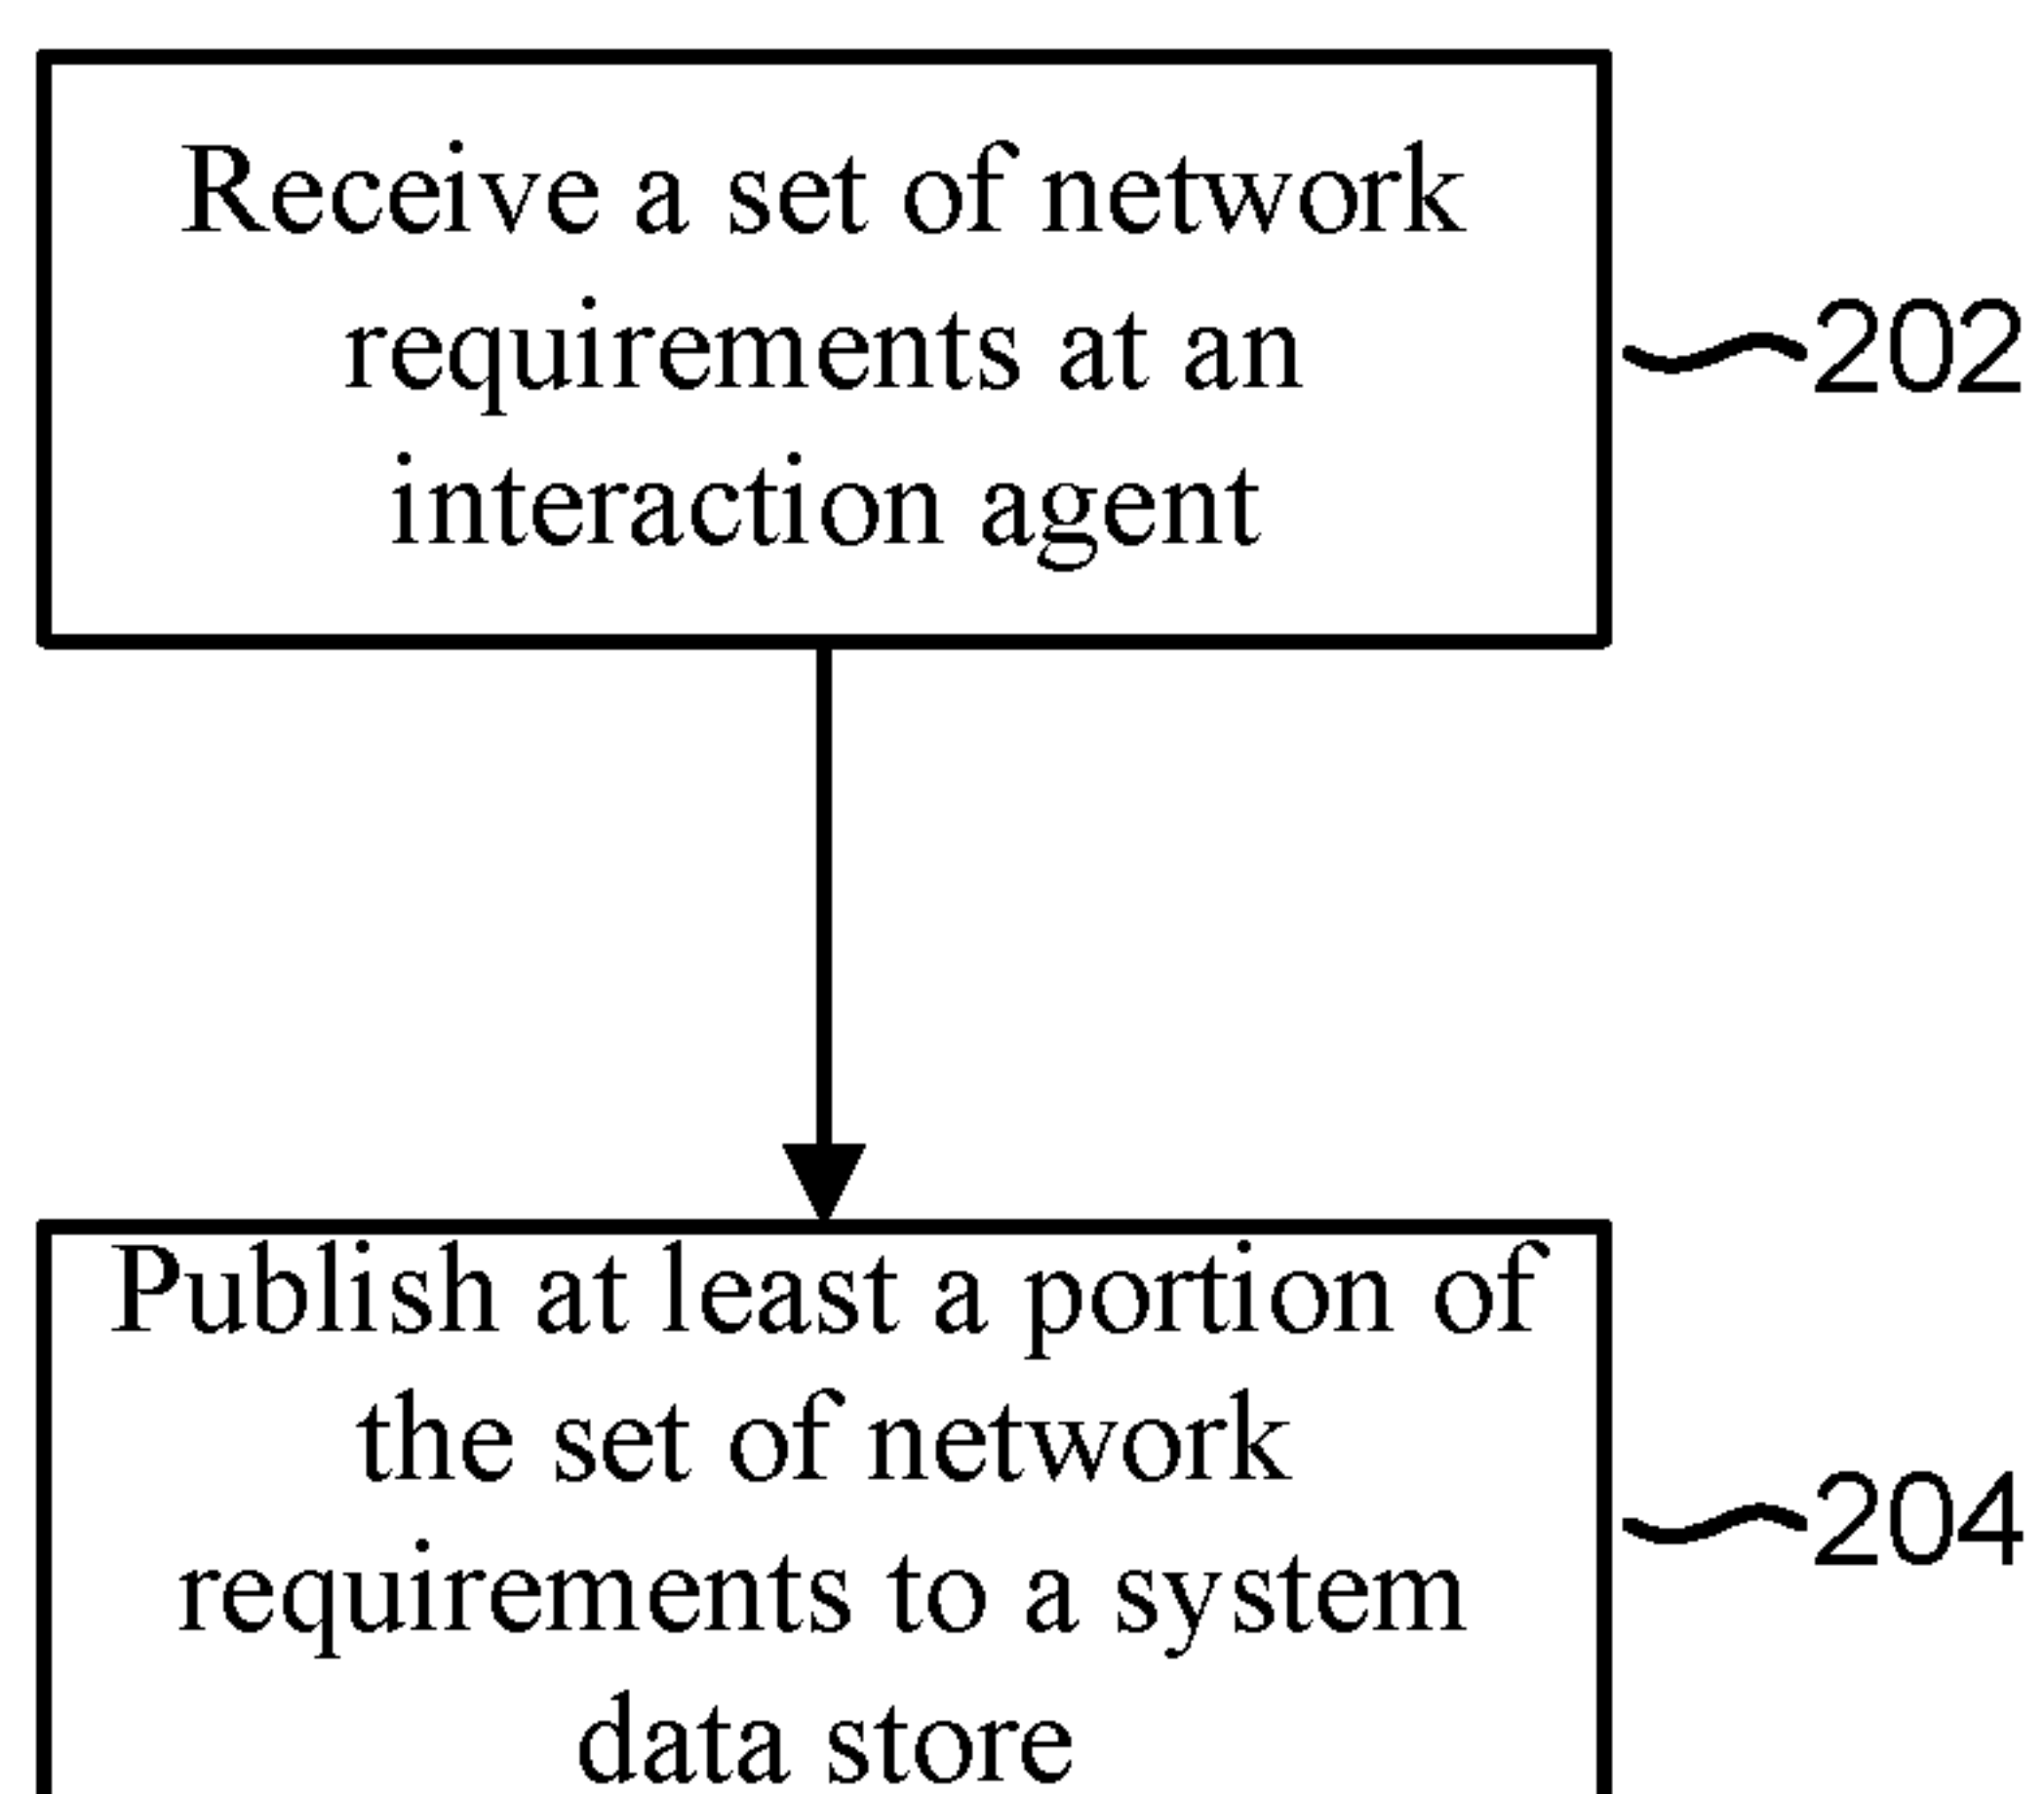 Receive a set of network
requirements at an
interaction agent
202
Publish at least a portion of
the set of network
requirements to a system
data store
204